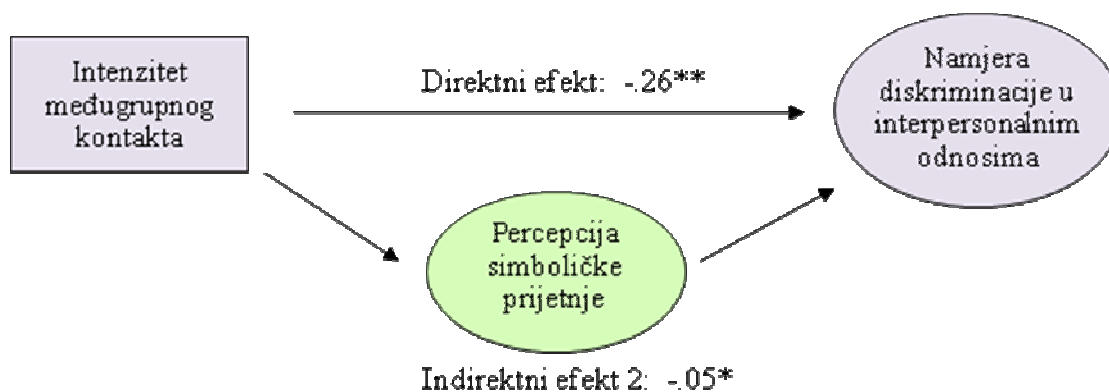 Intenzitet
međugrupnog
kontakta
Direktni efekt: -.26**
Namjera
diskriminacije u
interpersonalnim
odnosima
Percepcija
simboličke
prijetnje
Indirektni efekt 2: -.05*